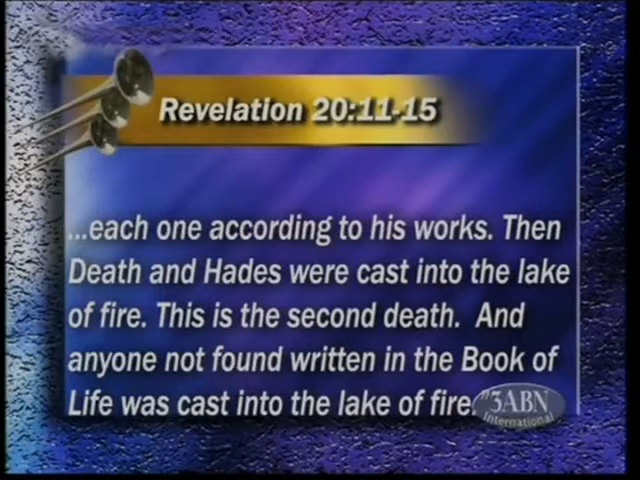 Revelation 20:11-15
...each one according to his works. Then
Death and Hades were cast into the lake
of fire. This is the second death.  And
anyone not found written in the Book of
Life was cast into the lake of fire."
3ABN
International